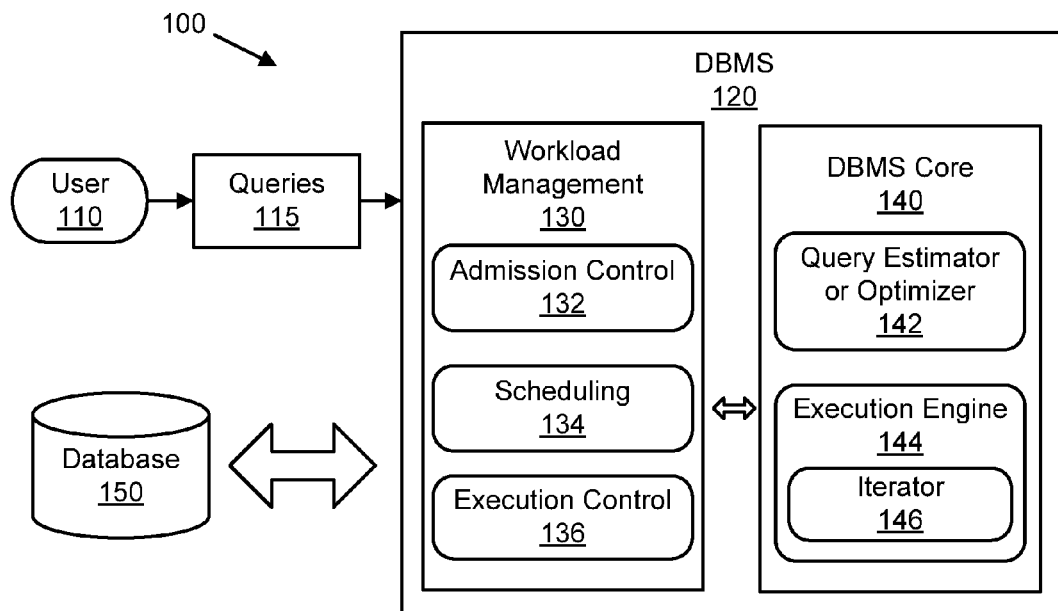 100
DBMS
120
User
110
Queries
115
Workload
Management
130
Admission Control
132
Scheduling
134
Execution Control
136
DBMS Core
140
Query Estimator
or Optimizer
142
Execution Engine
144
Iterator
146
Database
150